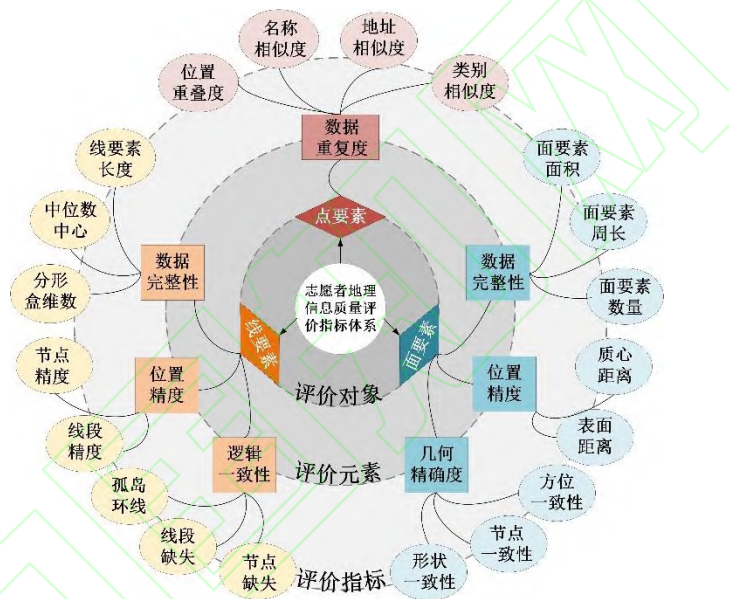 名称
相似度
地址
相似度
位置
重叠度
类别
相似度
数据
重复度
线要素
长度
面要素
面积
点要素
中位数
中心
面要素
周长
数据
完整性
数据
完整性
志愿者地理
信息质量评
价指标体系
分形
盒维数
面要素
数量
线要素
面要素
节点
精度
质心
距离
位置
精度
位置
精度
评价对象
线段
精度
表面
距离
逻辑
一致性
几何
精确度
评价元素
孤岛
环线
方位
一致性
线段
缺失
节点
一致性
节点
缺失
形状
一致性
评价指标